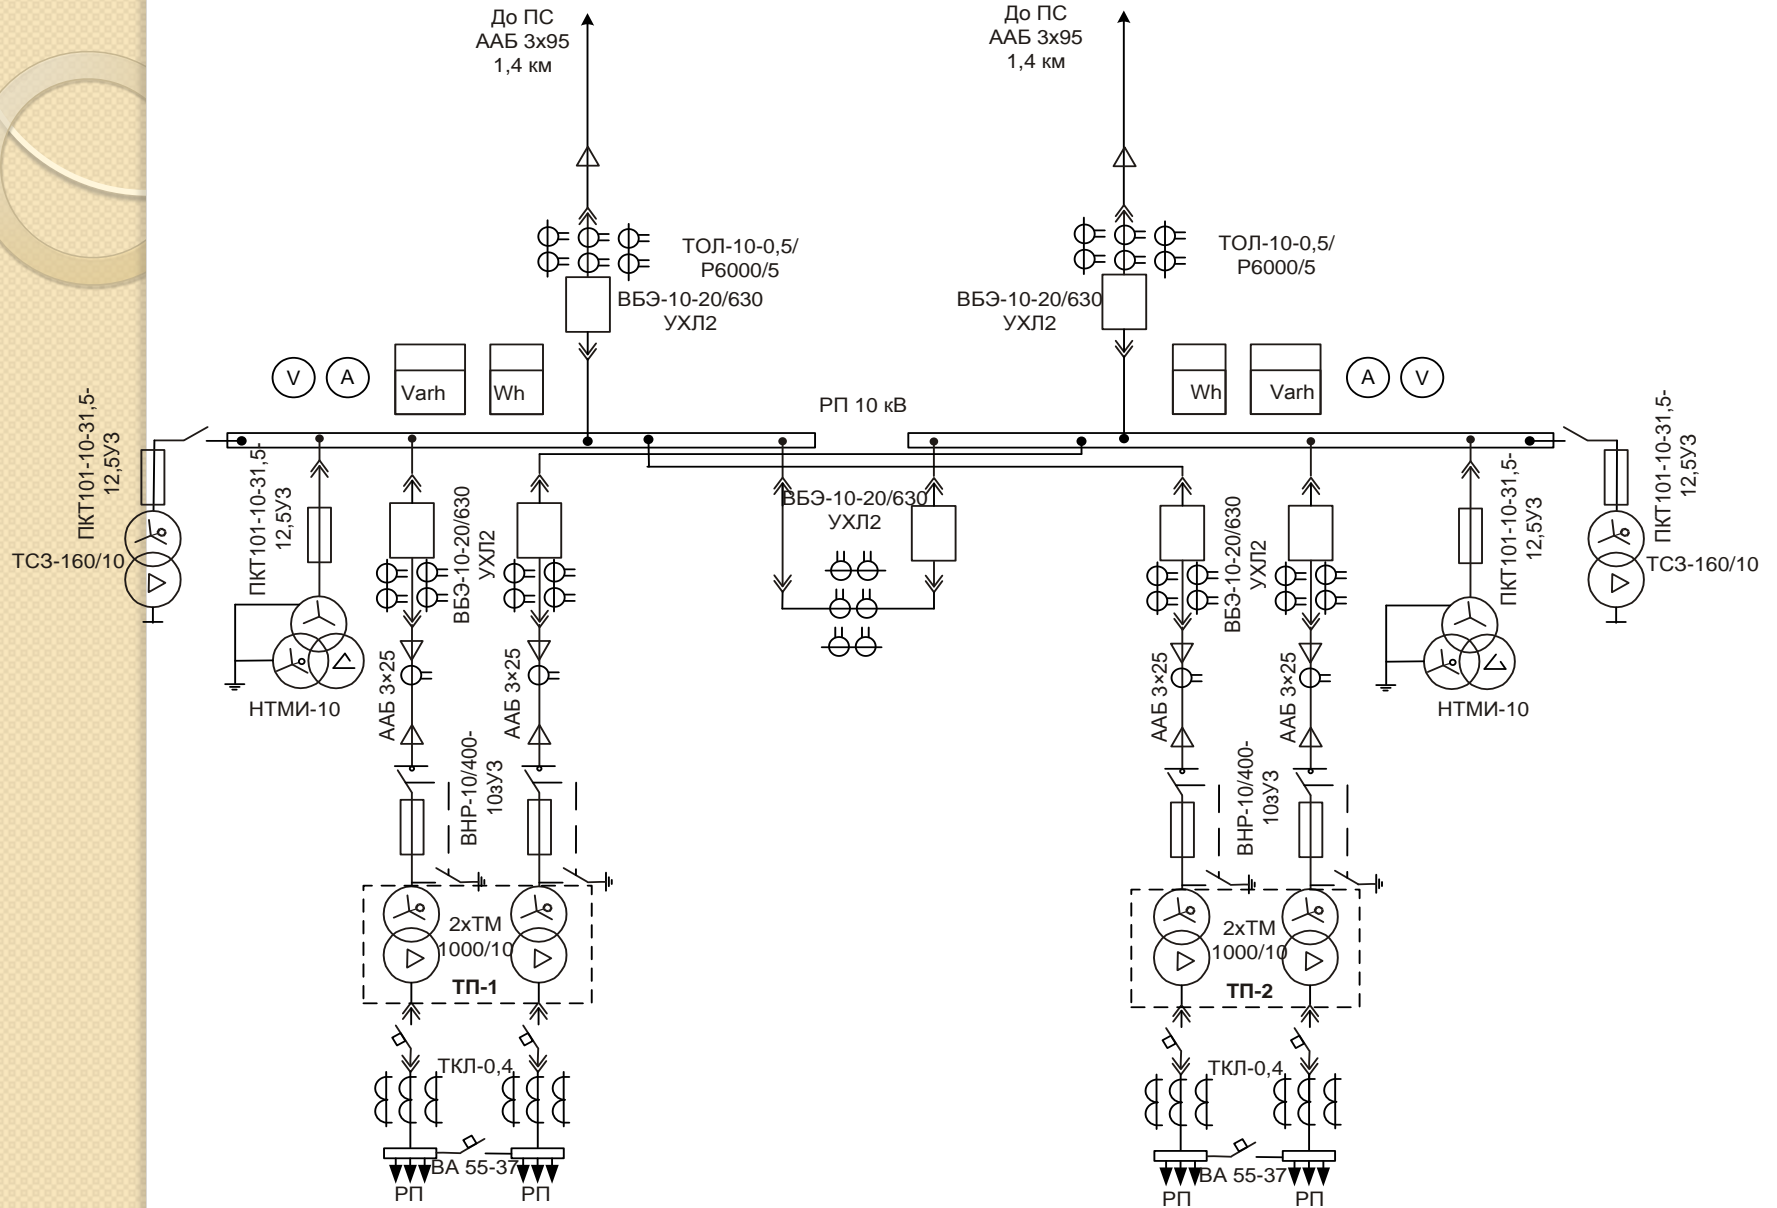 До ПС
ААБ 3х95
1,4 км
До ПС
ААБ 3х95
1,4 км
ТОЛ-10-0,5/
Р6000/5
ТОЛ-10-0,5/
Р6000/5
ВБЭ-10-20/630
УХЛ2
ВБЭ-10-20/630
УХЛ2
V
A
Varh
Wh
РП 10 кВ
Wh
Varh
A
V
ПКТ101-10-31,5-
12,5У3
ПКТ101-10-31,5-
12,5У3
ВБЭ-10-20/630
УХЛ2
ВБЭ-10-20/630
УХЛ2
ВБЭ-10-20/630
УХЛ2
ПКТ101-10-31,5-
12,5У3
ПКТ101-10-31,5-
12,5У3
ТСЗ-160/10
ТСЗ-160/10
НТМИ-10
ААБ 3×25
ААБ 3×25
ААБ 3×25
ААБ 3×25
НТМИ-10
ВНР-10/400-
10зУ3
ВНР-10/400-
10зУ3
2хТМ
1000/10
ТП-1
2хТМ
1000/10
ТП-2
ТКЛ-0,4
ТКЛ-0,4
ВА 55-37
ВА 55-37
РП
РП
РП
РП